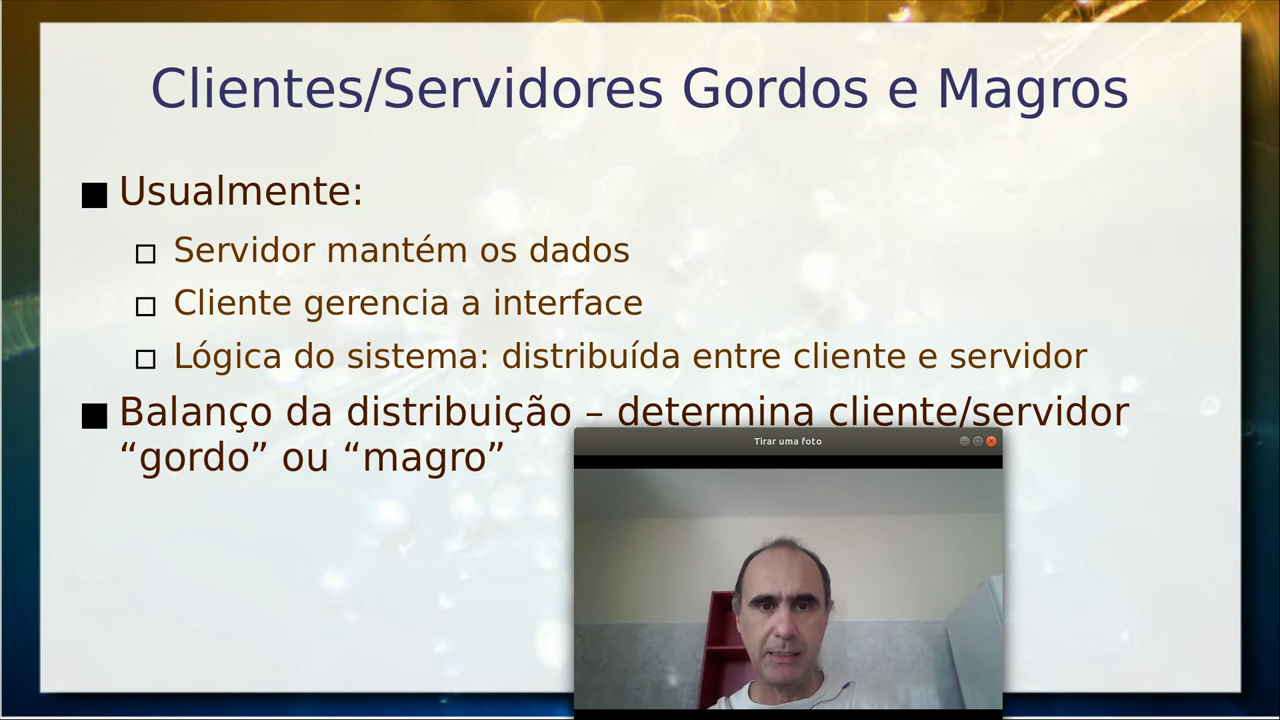 Clientes/Servidores Gordos e Magros
Usualmente:
Servidor mantém os dados
Cliente gerencia a interface
Lógica do sistema: distribuída entre cliente e servidor
Balanço da distribuição – determina cliente/servidor
“gordo” ou “magro”
Tirar uma foto